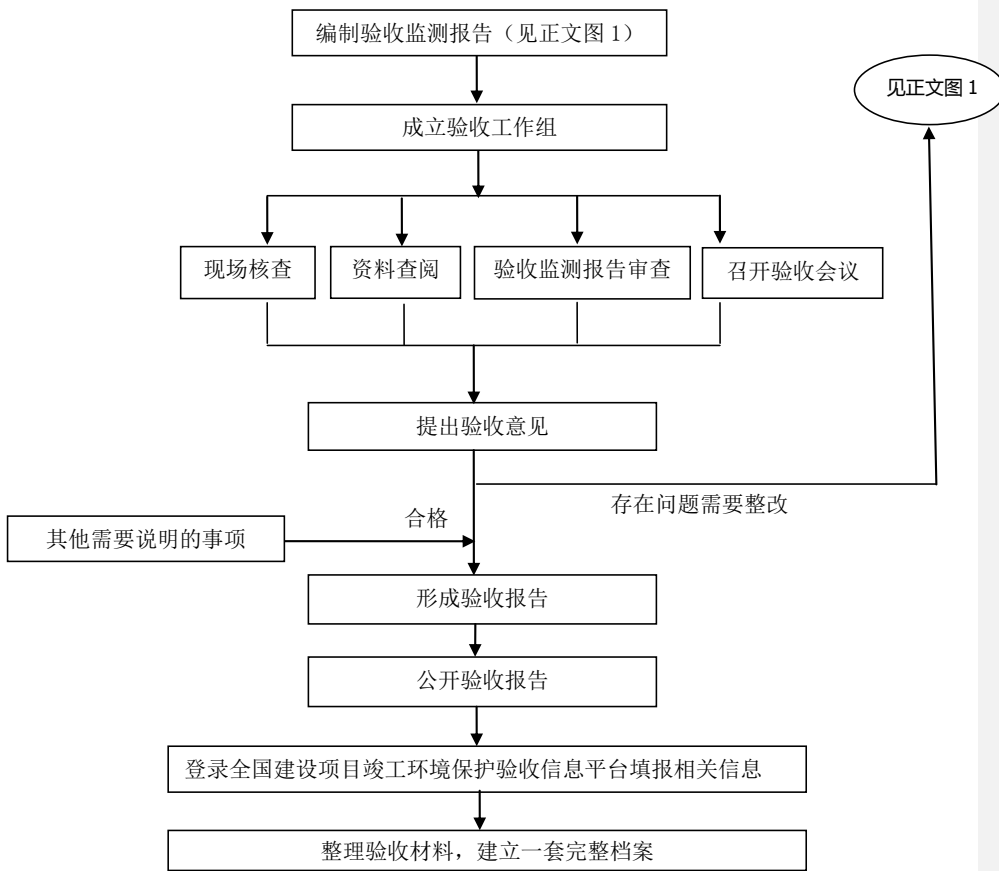 编制验收监测报告（见正文图1）
见正文图1
成立验收工作组
现场核查
资料查阅
验收监测报告审查
召开验收会议
提出验收意见
存在问题需要整改
合格
其他需要说明的事项
形成验收报告
公开验收报告
登录全国建设项目竣工环境保护验收信息平台填报相关信息
整理验收材料，建立一套完整档案